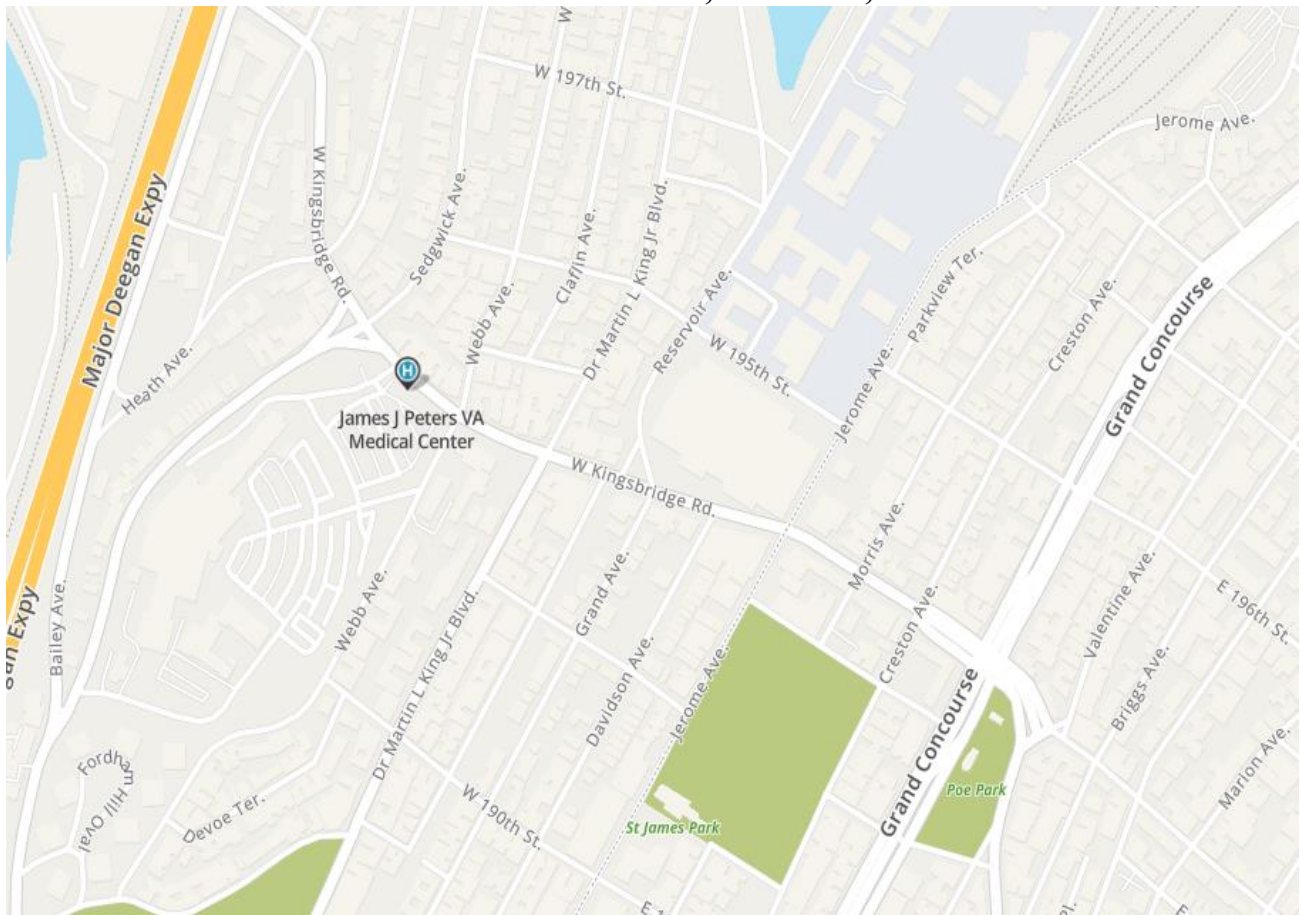 W 197th St.
Jerome Ave.
W Kingsbridge Rd.
Major Deegan Expy
Sedgwick Ave.
Claflin Ave.
Dr Martin L King Jr Blvd.
Reservoir Ave.
Parkview Ter.
Creston Ave.
Grand Concourse
Heath Ave.
Webb Ave.
W 195th St.
Jerome Ave.
H
James J Peters VA
Medical Center
W Kingsbridge Rd.
Morris Ave.
Creston Ave.
Valentine Ave.
E 196th St.
Briggs Ave.
Marion Ave.
Bailey Ave.
Webb Ave.
Grand Ave.
Davidson Ave.
Jerome Ave.
Dr Martin L King Jr Blvd.
Fordham Hill Oval
Devoe Ter.
W 190th St.
St James Park
Grand Concourse
Poe Park